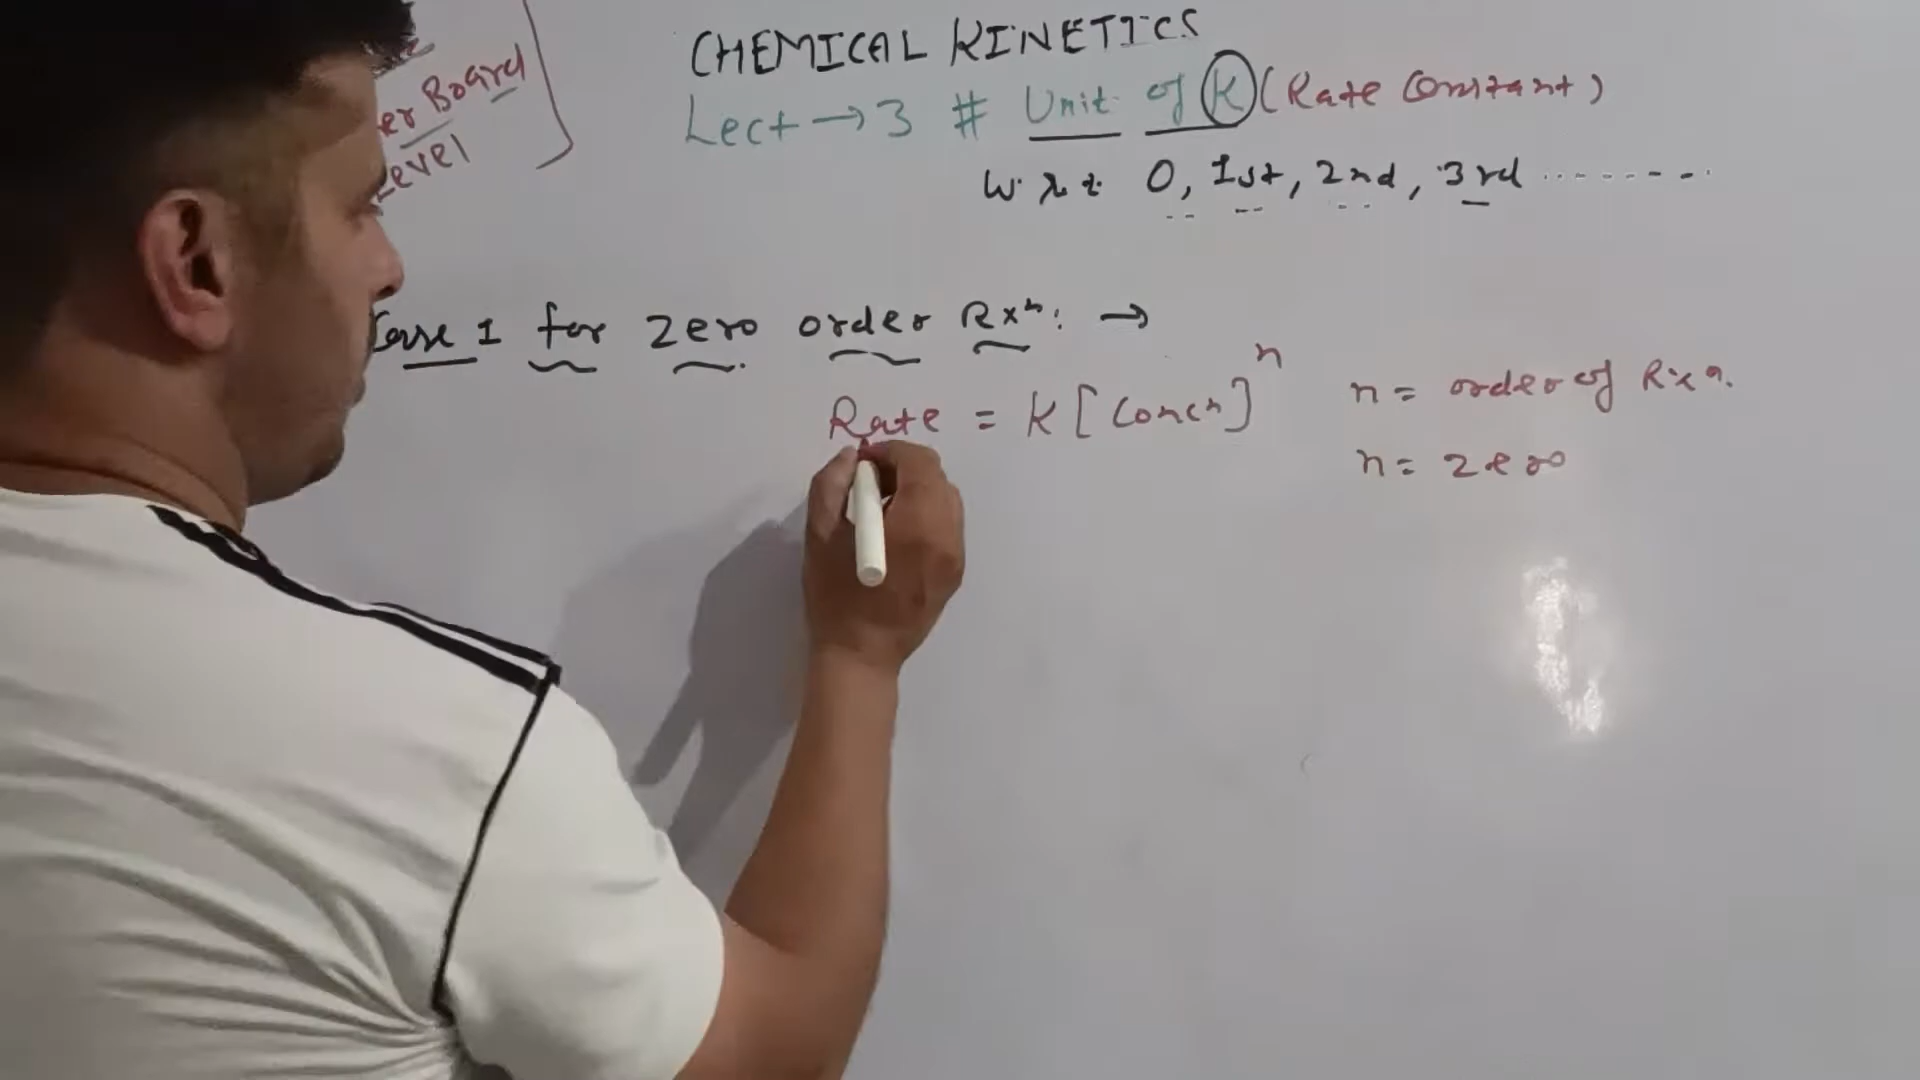 CHEMICAL KINETICS
Lect → 3 # Unit of K (Rate Constant)
er Board
Level
w.r.t 0, 1st, 2nd, 3rd ........
Case 1 for zero order Rxn: →
Rate = K [Concn]^n
n = order of Rxn.
n = zero